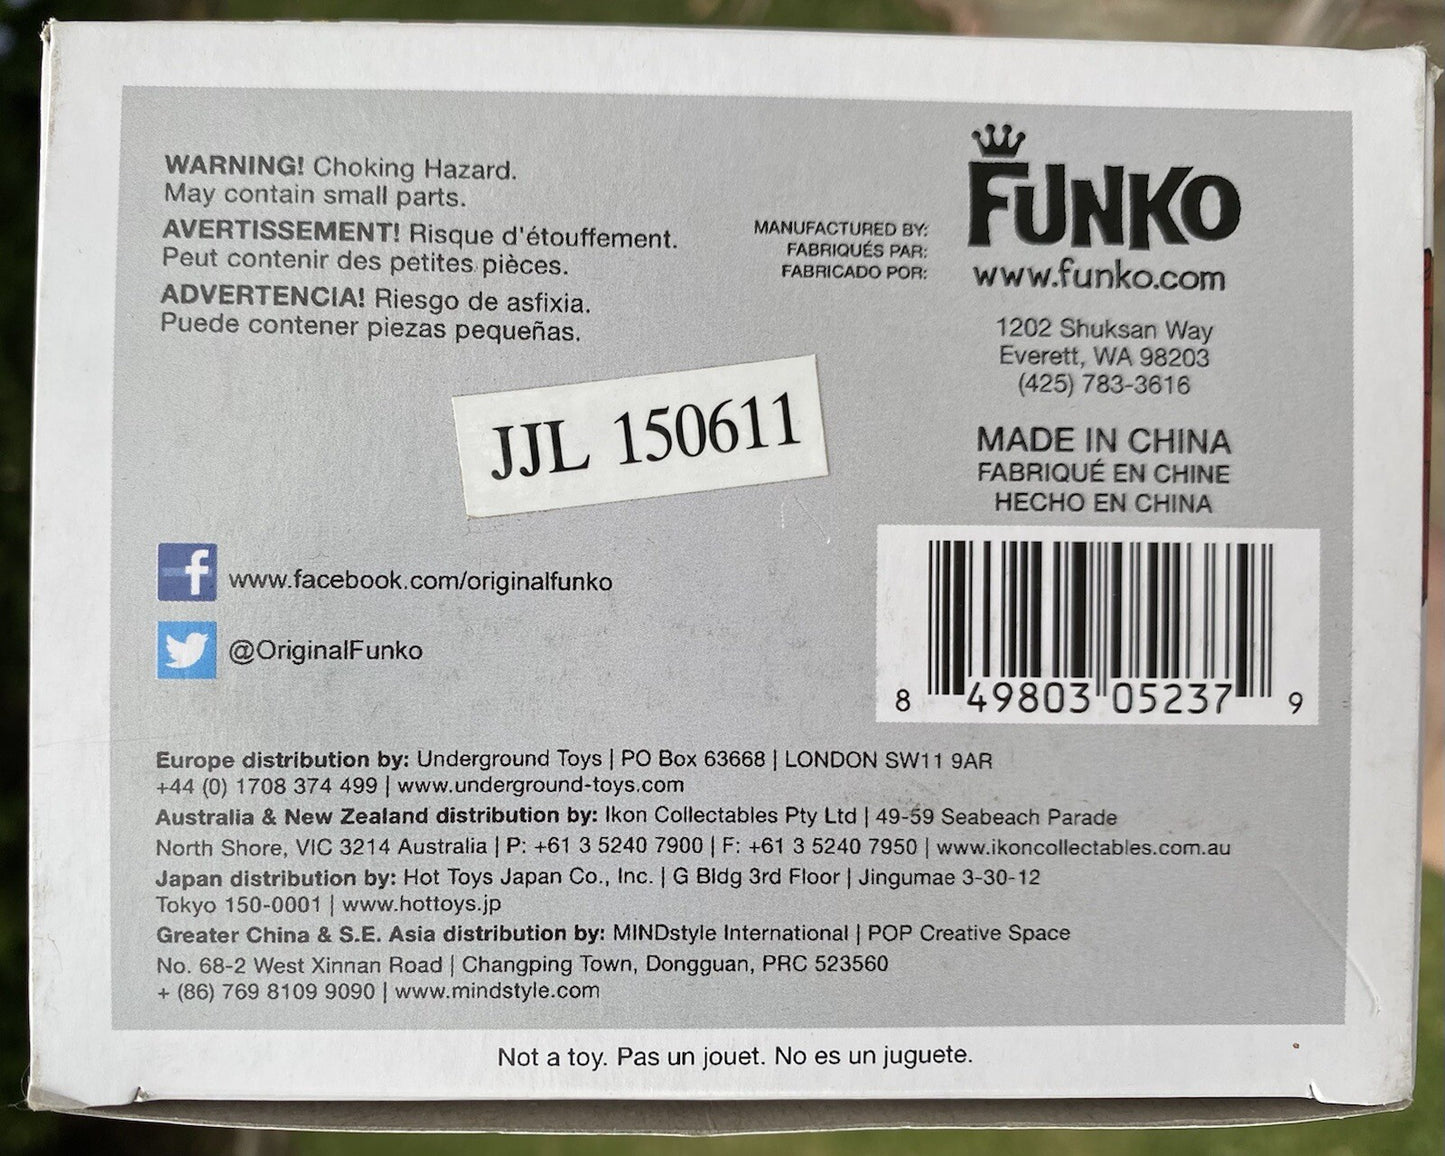 WARNING! Choking Hazard.
May contain small parts.
AVERTISSEMENT! Risque d'étouffement.
Peut contenir des petites pièces.
ADVERTENCIA! Riesgo de asfixia.
Puede contener piezas pequeñas.
MANUFACTURED BY:
FABRIQUÉS PAR:
FABRICADO POR:
FUNKO
www.funko.com
1202 Shuksan Way
Everett, WA 98203
(425) 783-3616
MADE IN CHINA
FABRIQUÉ EN CHINE
HECHO EN CHINA
JJL 150611
f www.facebook.com/originalfunko
@OriginalFunko
8 49803 05237 9
Europe distribution by: Underground Toys | PO Box 63668 | LONDON SW11 9AR
+44 (0) 1708 374 499 | www.underground-toys.com
Australia & New Zealand distribution by: Ikon Collectables Pty Ltd | 49-59 Seabeach Parade
North Shore, VIC 3214 Australia | P: +61 3 5240 7900 | F: +61 3 5240 7950 | www.ikoncollectables.com.au
Japan distribution by: Hot Toys Japan Co., Inc. | G Bldg 3rd Floor | Jingumae 3-30-12
Tokyo 150-0001 | www.hottoys.jp
Greater China & S.E. Asia distribution by: MINDstyle International | POP Creative Space
No. 68-2 West Xinnan Road | Changping Town, Dongguan, PRC 523560
+ (86) 769 8109 9090 | www.mindstyle.com
Not a toy. Pas un jouet. No es un juguete.